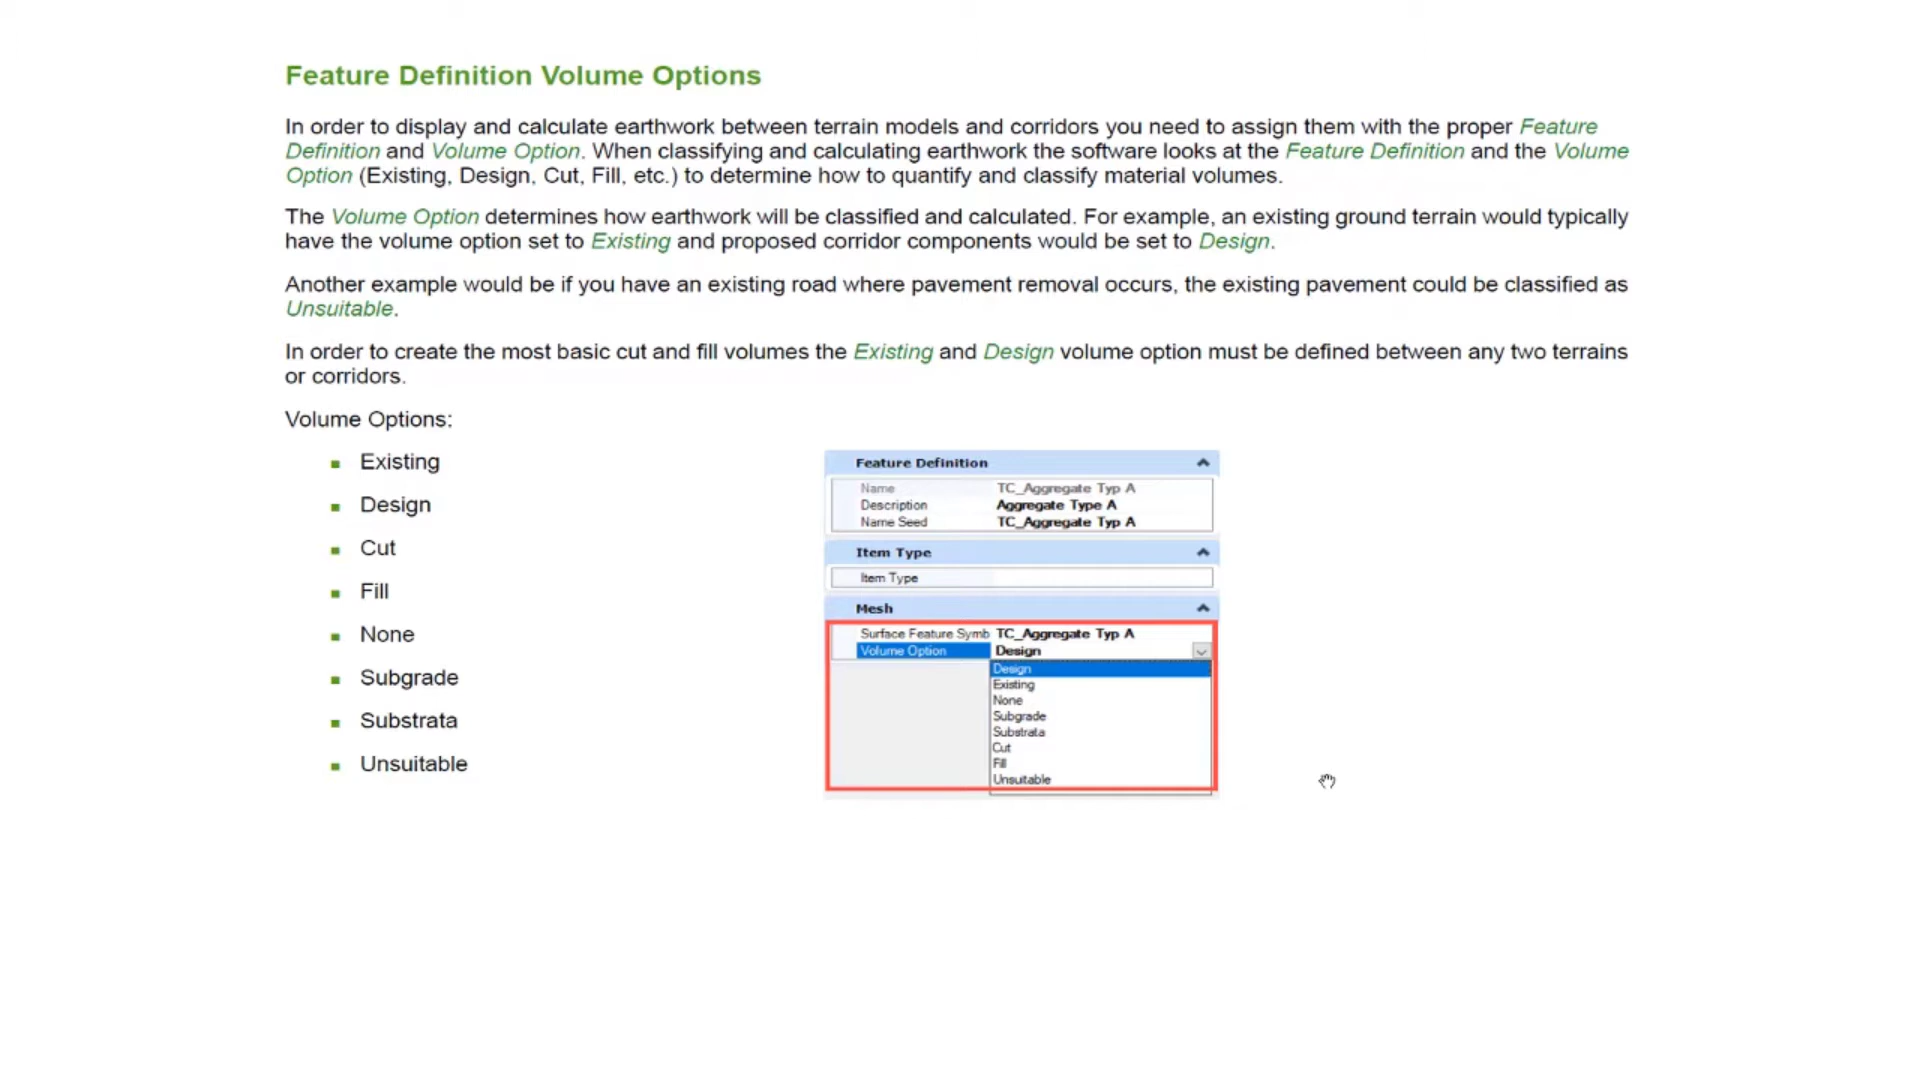 Feature Definition Volume Options
In order to display and calculate earthwork between terrain models and corridors you need to assign them with the proper Feature
Definition and Volume Option. When classifying and calculating earthwork the software looks at the Feature Definition and the Volume
Option (Existing, Design, Cut, Fill, etc.) to determine how to quantify and classify material volumes.
The Volume Option determines how earthwork will be classified and calculated. For example, an existing ground terrain would typically
have the volume option set to Existing and proposed corridor components would be set to Design.
Another example would be if you have an existing road where pavement removal occurs, the existing pavement could be classified as
Unsuitable.
In order to create the most basic cut and fill volumes the Existing and Design volume option must be defined between any two terrains
or corridors.
Volume Options:
Existing
Design
Cut
Fill
None
Subgrade
Substrata
Unsuitable
Feature Definition
Name TC_Aggregate Typ A
Description Aggregate Type A
Name Seed TC_Aggregate Typ A
Item Type
Item Type
Mesh
Surface Feature Symb TC_Aggregate Typ A
Volume Option Design
Design
Existing
None
Subgrade
Substrata
Cut
Fill
Unsuitable